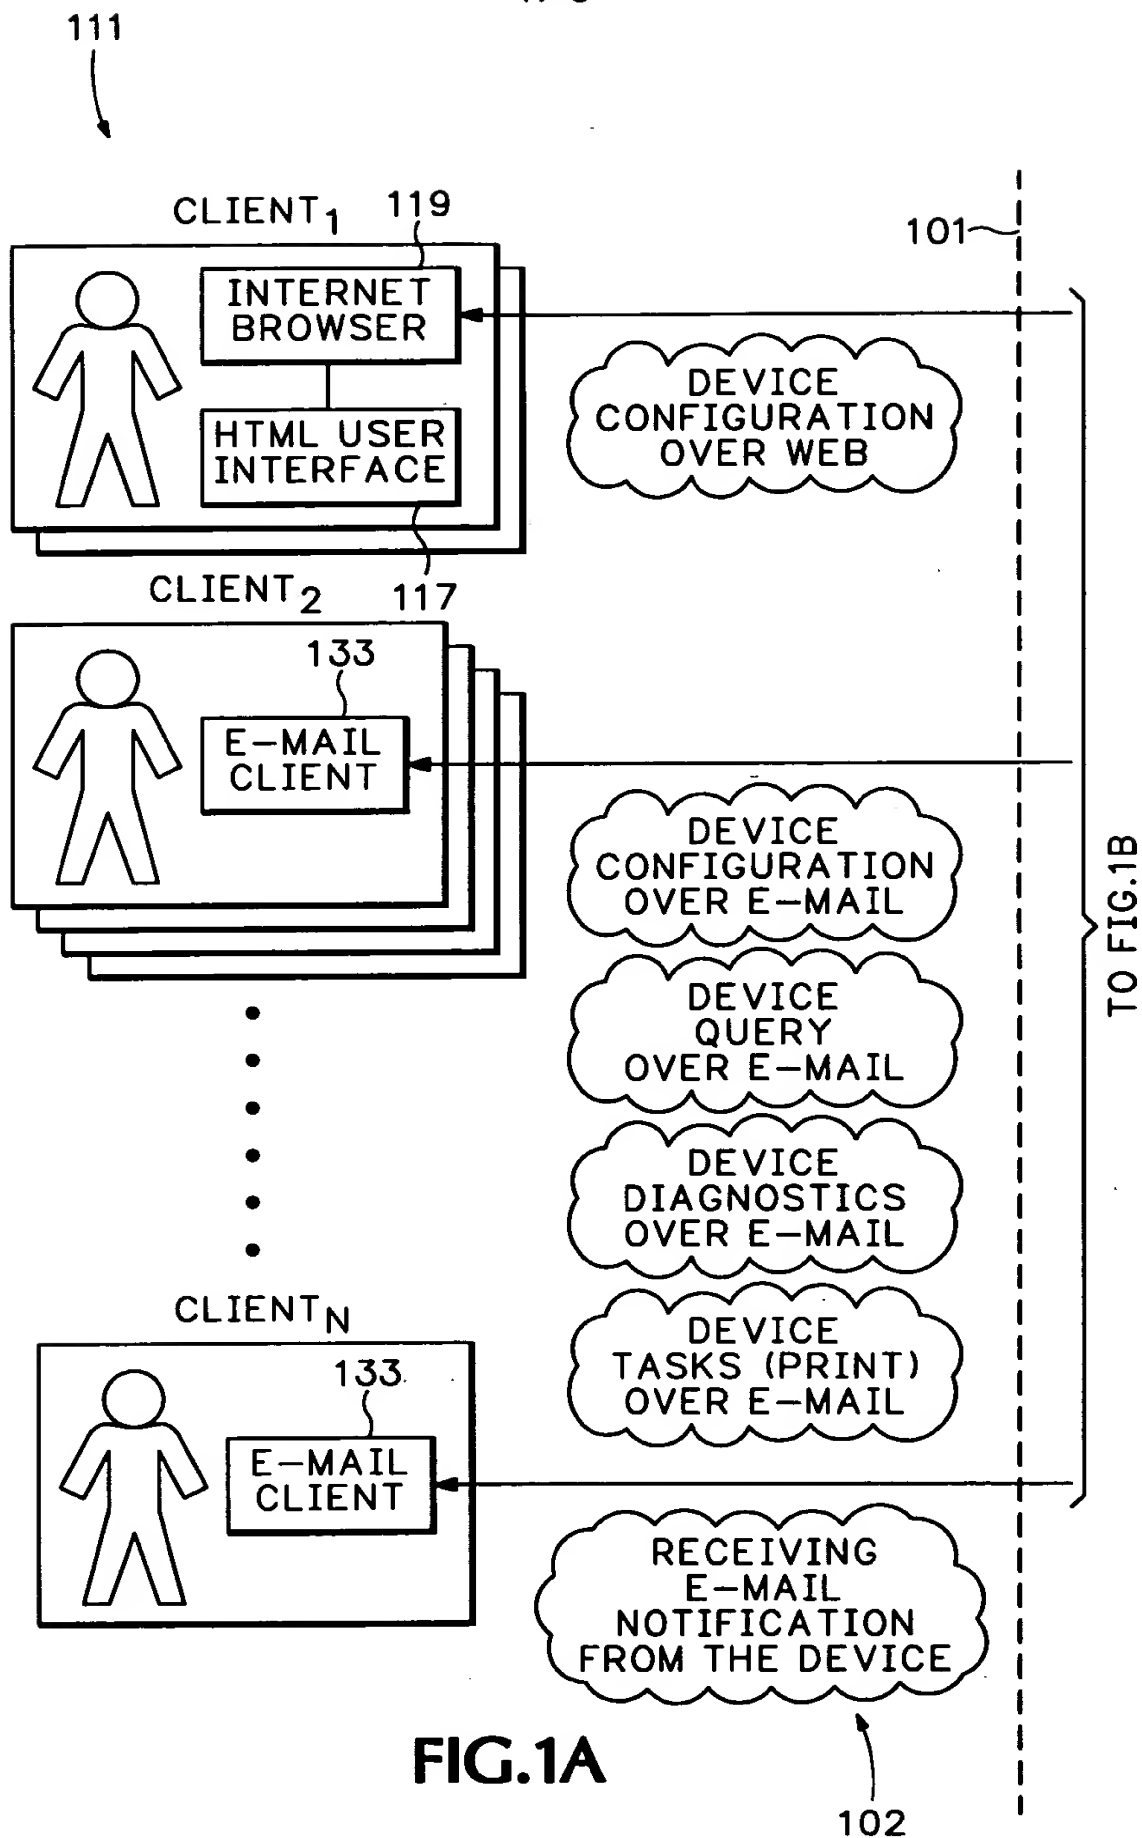 111
CLIENT1
119
101
INTERNET
BROWSER
HTML USER
INTERFACE
DEVICE
CONFIGURATION
OVER WEB
117
CLIENT2
133
E-MAIL
CLIENT
DEVICE
CONFIGURATION
OVER E-MAIL
DEVICE
QUERY
OVER E-MAIL
DEVICE
DIAGNOSTICS
OVER E-MAIL
DEVICE
TASKS (PRINT)
OVER E-MAIL
TO FIG.1B
CLIENTN
133
E-MAIL
CLIENT
RECEIVING
E-MAIL
NOTIFICATION
FROM THE DEVICE
102
FIG.1A